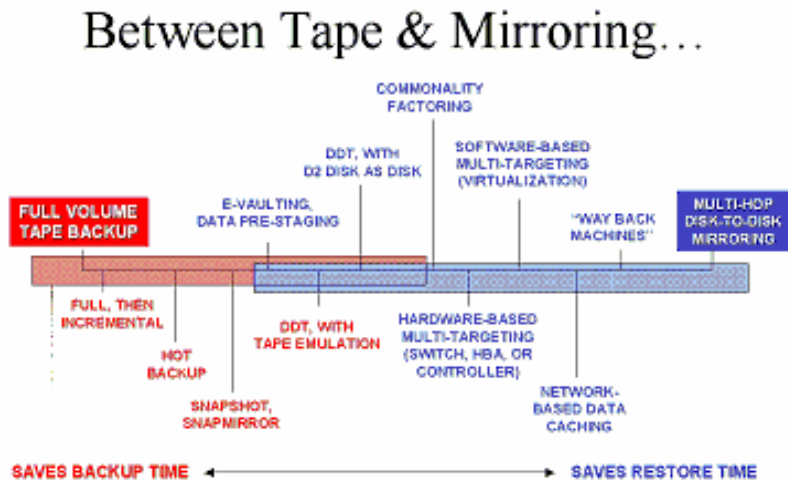 Between Tape & Mirroring...
COMMONALITY
FACTORING
DDT, WITH
D2 DISK AS DISK
SOFTWARE-BASED
MULTI-TARGETING
(VIRTUALIZATION)
FULL VOLUME
TAPE BACKUP
E-VAULTING,
DATA PRE-STAGING
"WAY BACK
MACHINES"
MULTI-HOP
DISK-TO-DISK
MIRRORING
FULL, THEN
INCREMENTAL
HOT
BACKUP
SNAPSHOT,
SNAPMIRROR
DDT, WITH
TAPE EMULATION
HARDWARE-BASED
MULTI-TARGETING
(SWITCH, HBA, OR
CONTROLLER)
NETWORK-
BASED DATA
CACHING
SAVES BACKUP TIME
SAVES RESTORE TIME